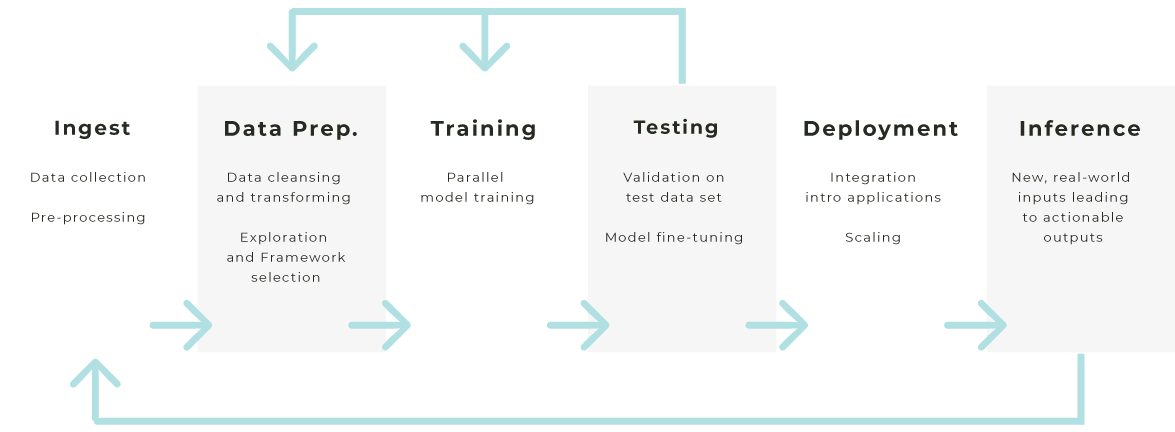 Ingest
Data collection
Pre-processing
Data Prep.
Data cleansing
and transforming
Exploration
and Framework
selection
Training
Parallel
model training
Testing
Validation on
test data set
Model fine-tuning
Deployment
Integration
intro applications
Scaling
Inference
New, real-world
inputs leading
to actionable
outputs